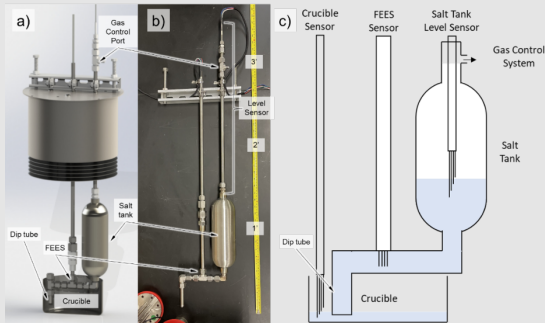 a)
Gas
Control
Port
Salt
tank
Dip tube
FEES
Crucible
b)
3'
Level
Sensor
2'
1'
c)
Crucible
Sensor
FEES
Sensor
Salt Tank
Level Sensor
Gas Control
System
Salt
Tank
Dip tube
Crucible